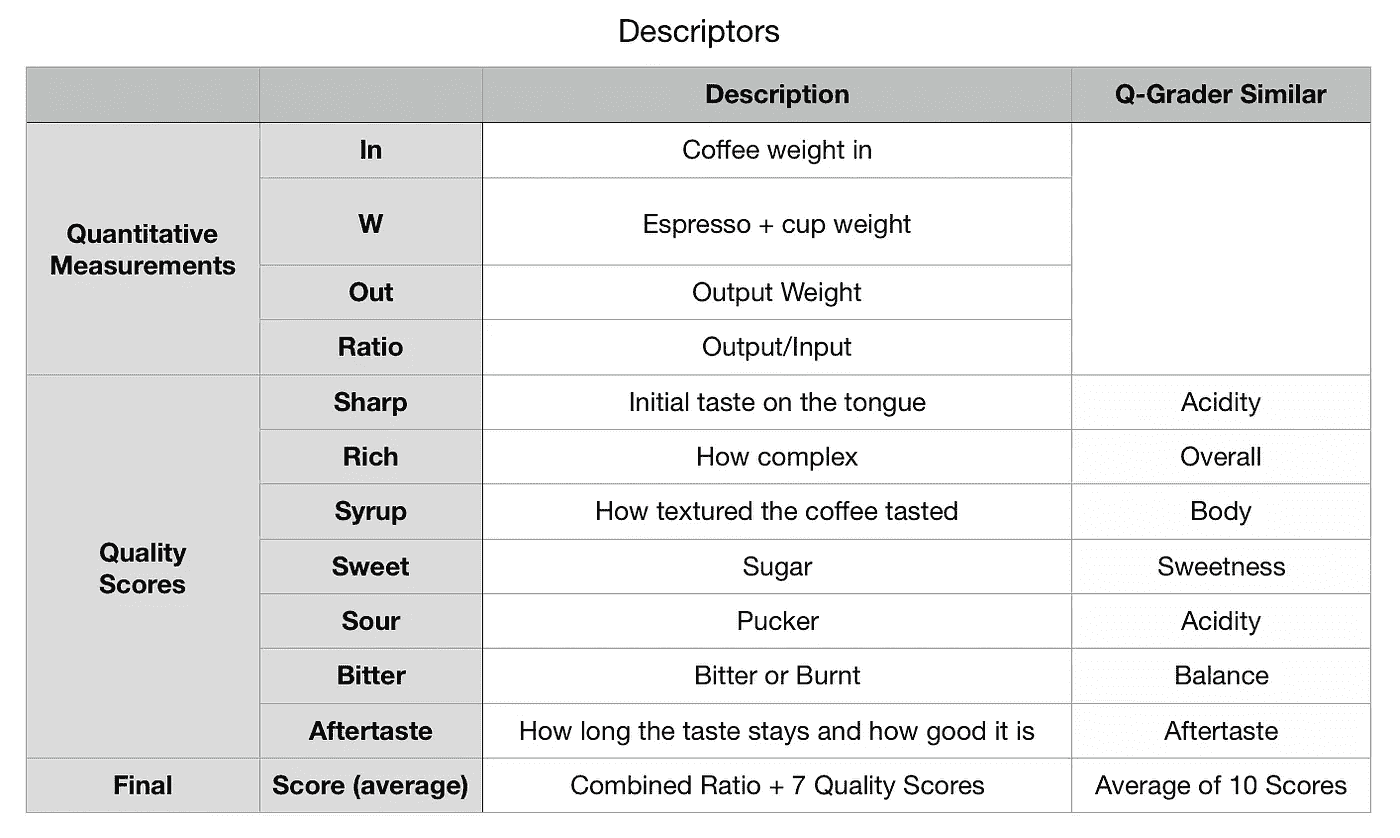 Descriptors
Description Q-Grader Similar
Quantitative
Measurements
In Coffee weight in
W Espresso + cup weight
Out Output Weight
Ratio Output/Input
Quality
Scores
Sharp Initial taste on the tongue Acidity
Rich How complex Overall
Syrup How textured the coffee tasted Body
Sweet Sugar Sweetness
Sour Pucker Acidity
Bitter Bitter or Burnt Balance
Aftertaste How long the taste stays and how good it is Aftertaste
Final Score (average) Combined Ratio + 7 Quality Scores Average of 10 Scores